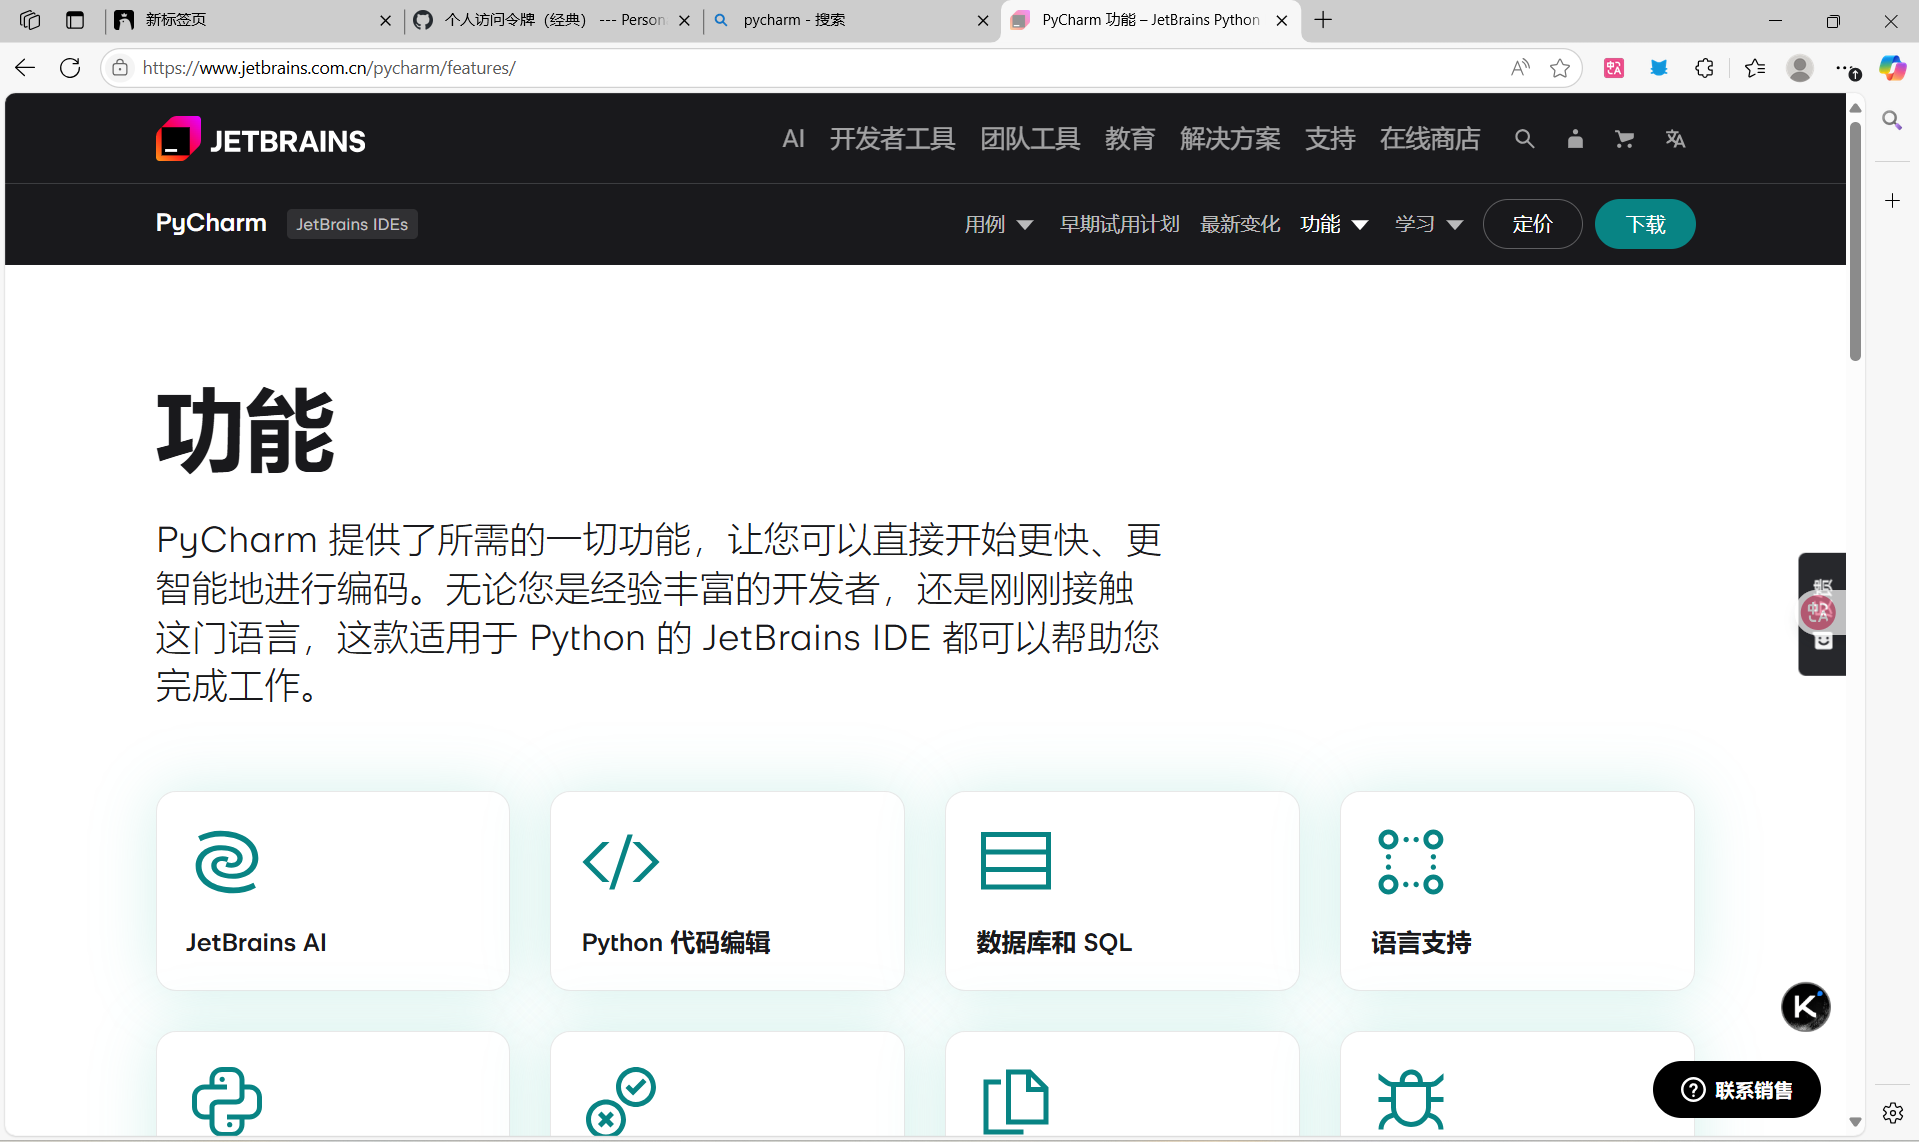 新标签页
个人访问令牌（经典） --- Person
pycharm - 搜索
PyCharm 功能 – JetBrains Python
https://www.jetbrains.com.cn/pycharm/features/
JETBRAINS
AI 开发者工具 团队工具 教育 解决方案 支持 在线商店
PyCharm JetBrains IDEs
用例 早期试用计划 最新变化 功能 学习 定价 下载
功能
PyCharm 提供了所需的一切功能，让您可以直接开始更快、更
智能地进行编码。无论您是经验丰富的开发者，还是刚刚接触
这门语言，这款适用于 Python 的 JetBrains IDE 都可以帮助您
完成工作。
JetBrains AI
Python 代码编辑
数据库和 SQL
语言支持
联系销售